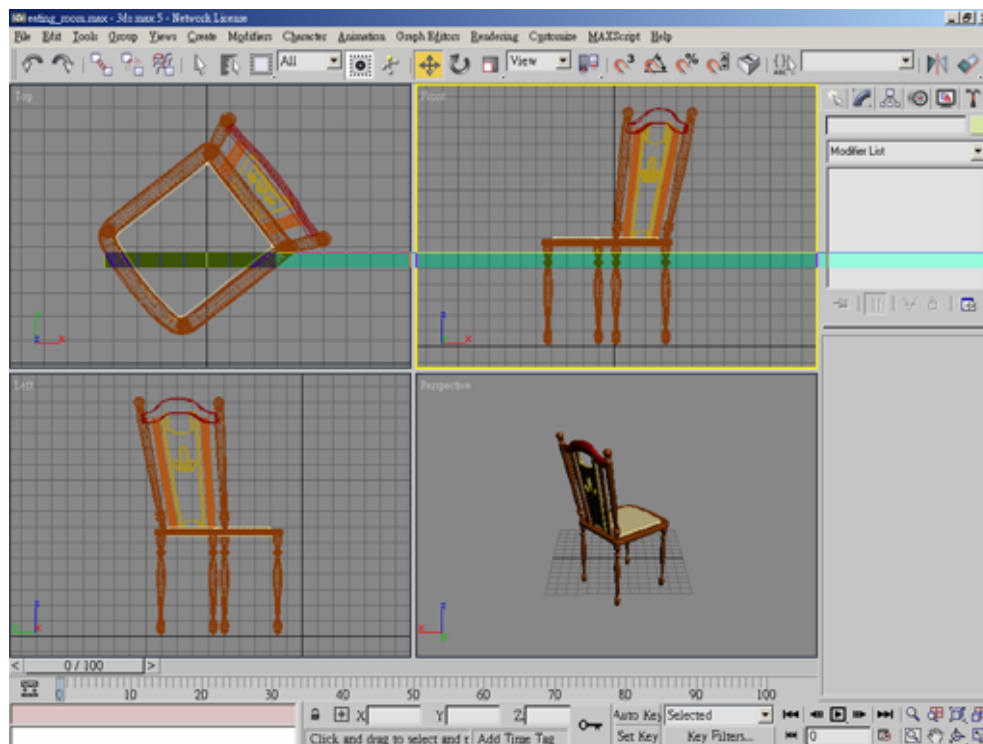 eating_room.max - 3ds max 5 - Network License
File Edit Tools Group Views Create Modifiers Character Animation Graph Editors Rendering Customize MAXScript Help
All View
Top Front
Modifier List
Left Perspective
< 0 / 100 >
0 10 20 30 40 50 60 70 80 90 100
X Y Z Auto Key Selected
Click and drag to select and r Add Time Tag Set Key Key Filters... 0